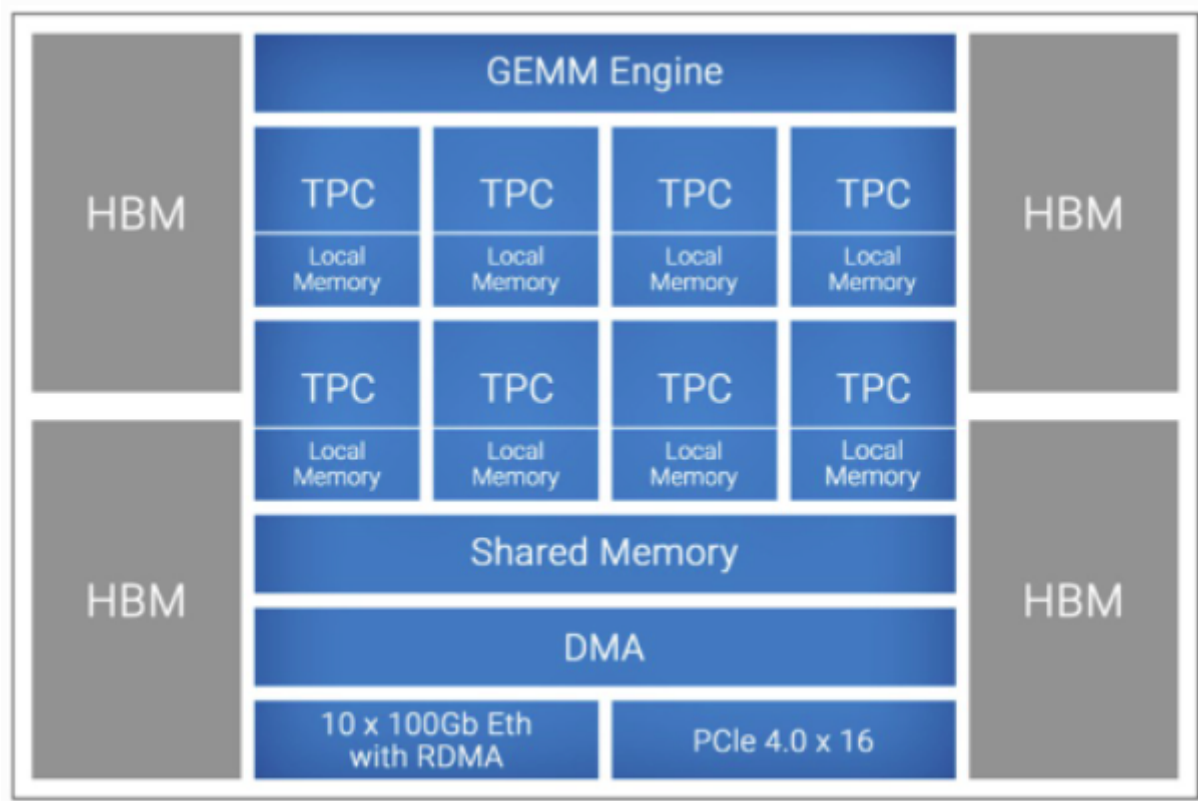 GEMM Engine
HBM
HBM
TPC TPC TPC TPC
Local Local Local Local
Memory Memory Memory Memory
TPC TPC TPC TPC
Local Local Local Local
Memory Memory Memory Memory
HBM
HBM
Shared Memory
DMA
10 x 100Gb Eth
with RDMA
PCIe 4.0 x 16